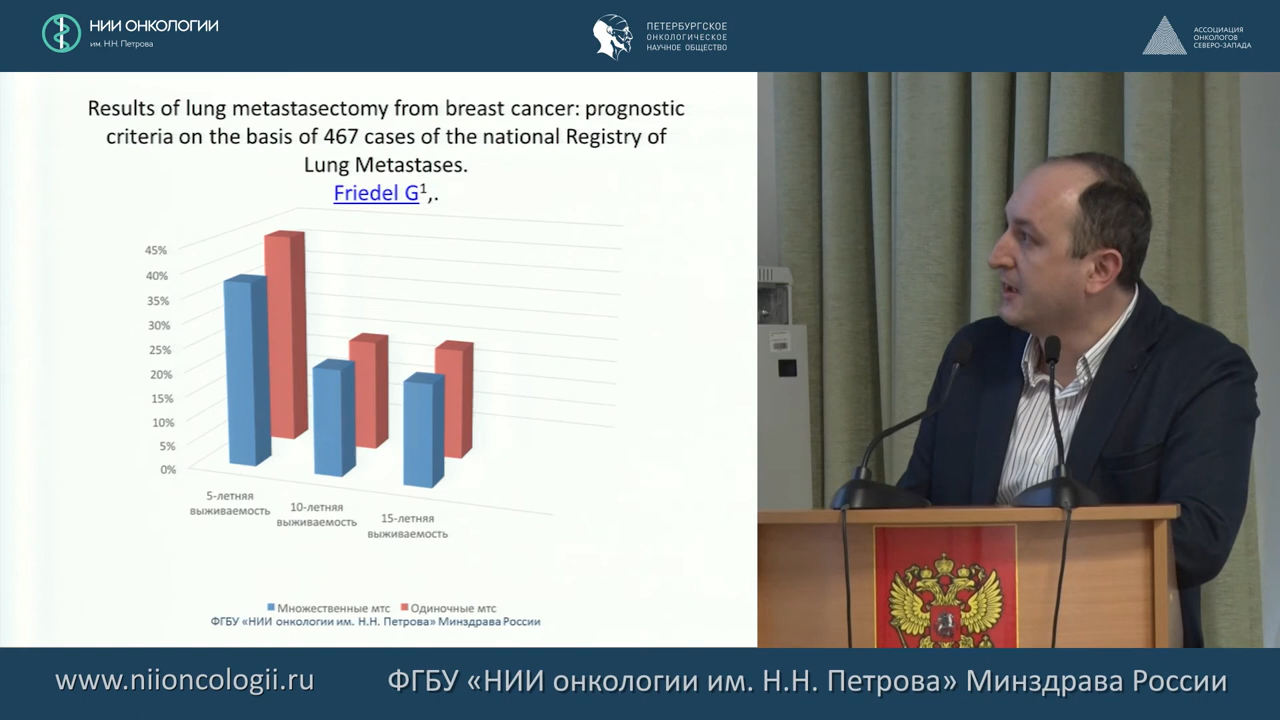 НИИ ОНКОЛОГИИ
им. Н.Н. Петрова
ПЕТЕРБУРГСКОЕ
ОНКОЛОГИЧЕСКОЕ
НАУЧНОЕ ОБЩЕСТВО
АССОЦИАЦИЯ
ОНКОЛОГОВ
СЕВЕРО-ЗАПАДА
Results of lung metastasectomy from breast cancer: prognostic
criteria on the basis of 467 cases of the national Registry of
Lung Metastases.
Friedel G¹,.
45%
40%
35%
30%
25%
20%
15%
10%
5%
0%
5-летняя
выживаемость
10-летняя
выживаемость
15-летняя
выживаемость
Множественные мтс
Одиночные мтс
ФГБУ «НИИ онкологии им. Н.Н. Петрова» Минздрава России
www.niioncologii.ru
ФГБУ «НИИ онкологии им. Н.Н. Петрова» Минздрава России